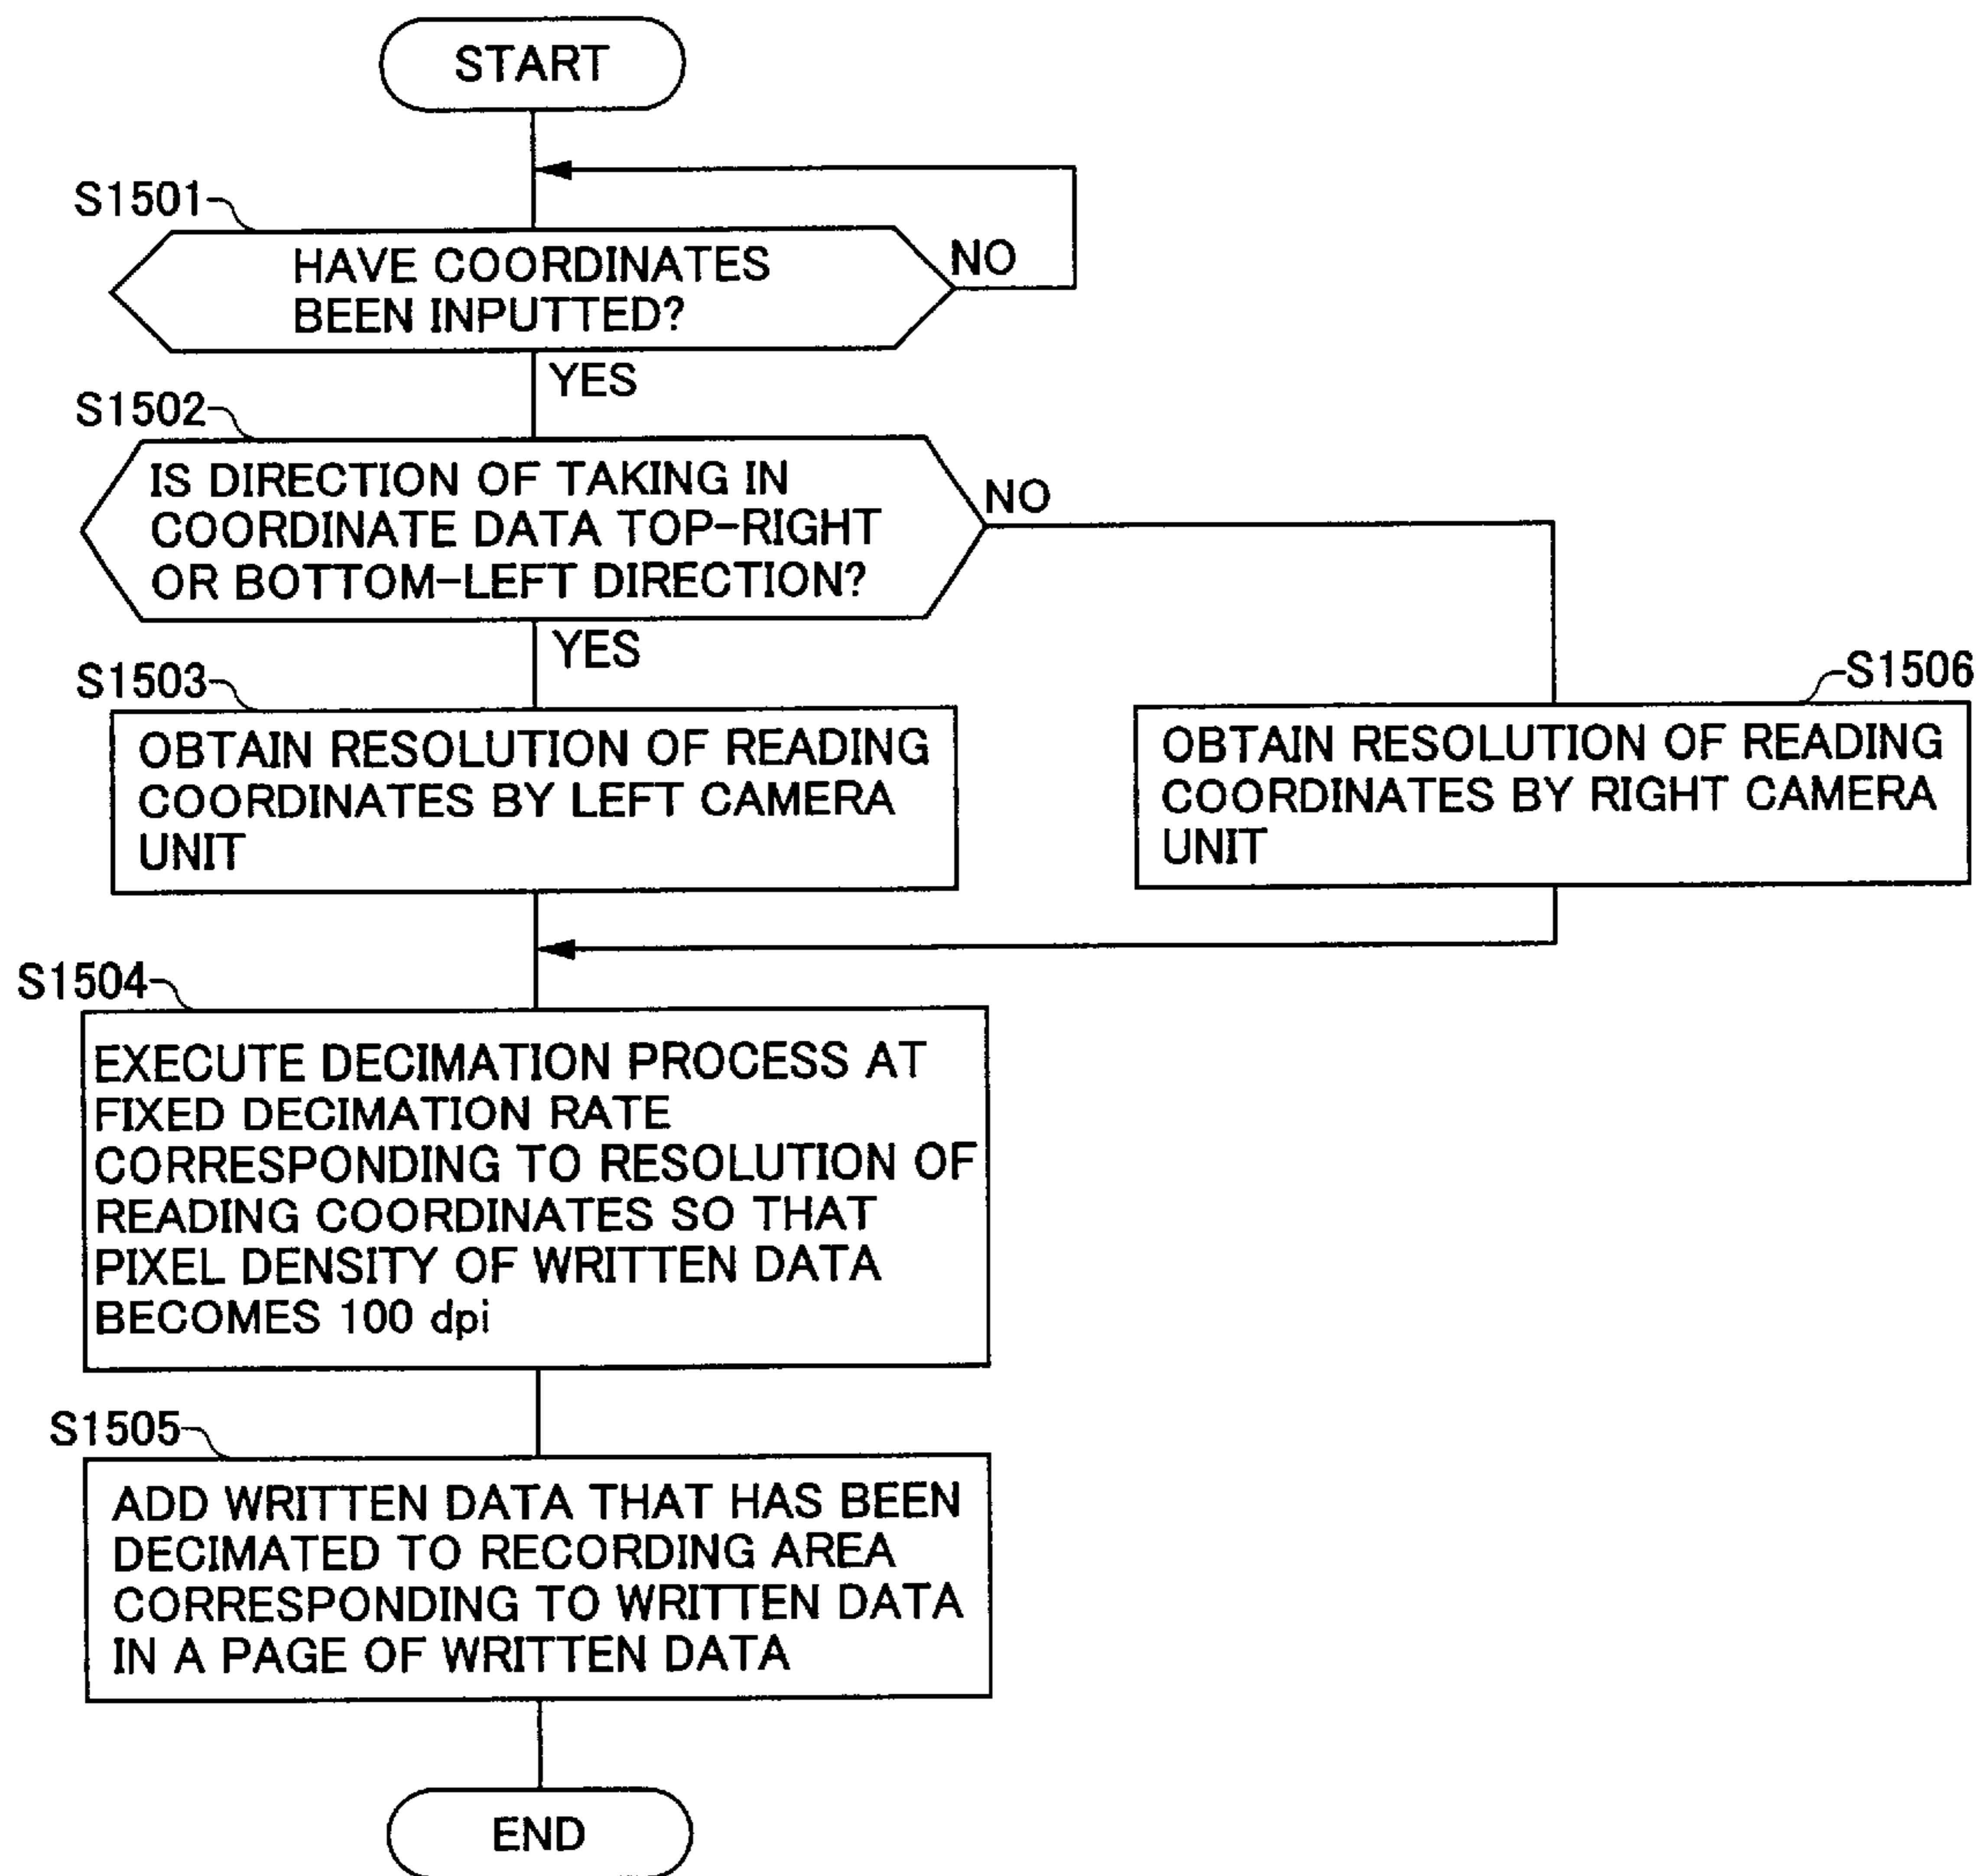 START
S1501
HAVE COORDINATES
BEEN INPUTTED?
NO
YES
S1502
IS DIRECTION OF TAKING IN
COORDINATE DATA TOP-RIGHT
OR BOTTOM-LEFT DIRECTION?
NO
YES
S1503
OBTAIN RESOLUTION OF READING
COORDINATES BY LEFT CAMERA
UNIT
S1506
OBTAIN RESOLUTION OF READING
COORDINATES BY RIGHT CAMERA
UNIT
S1504
EXECUTE DECIMATION PROCESS AT
FIXED DECIMATION RATE
CORRESPONDING TO RESOLUTION OF
READING COORDINATES SO THAT
PIXEL DENSITY OF WRITTEN DATA
BECOMES 100 dpi
S1505
ADD WRITTEN DATA THAT HAS BEEN
DECIMATED TO RECORDING AREA
CORRESPONDING TO WRITTEN DATA
IN A PAGE OF WRITTEN DATA
END